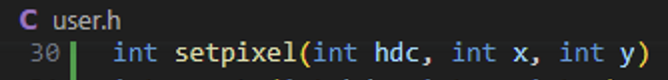 C user.h
30 int setpixel(int hdc, int x, int y)